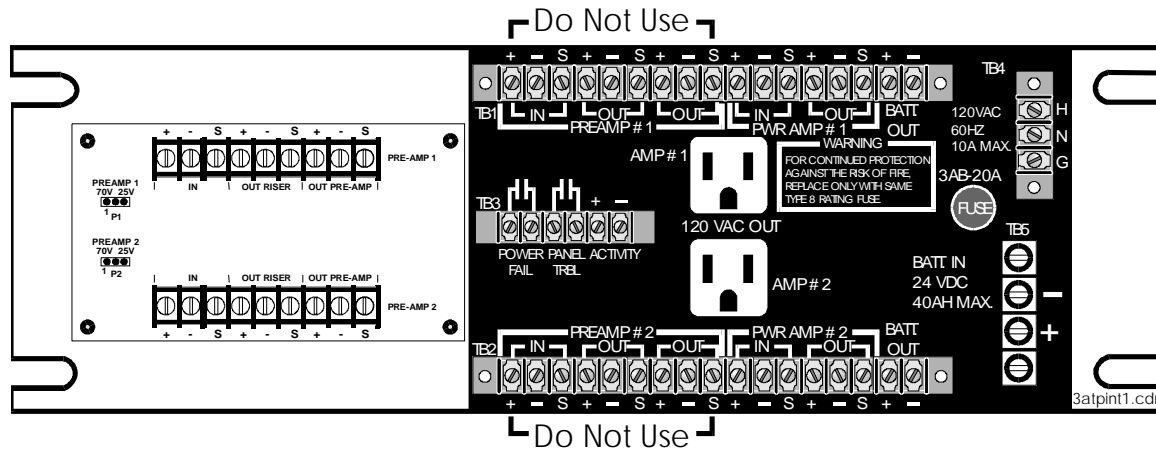 Do Not Use
+ − S + − S + − S + − S + − S + −
TB1
IN OUT OUT IN OUT BATT OUT
PREAMP # 1 PWR AMP # 1
TB4
120VAC
60HZ
10A MAX.
H
N
G
+ - S + - S + - S
PRE-AMP 1
IN OUT RISER OUT PRE-AMP
PREAMP 1
70V 25V
1 P1
PREAMP 2
70V 25V
1 P2
IN OUT RISER OUT PRE-AMP
PRE-AMP 2
+ - S + - S + - S
AMP # 1
WARNING
FOR CONTINUED PROTECTION
AGAINST THE RISK OF FIRE,
REPLACE ONLY WITH SAME
TYPE 8 RATING FUSE.
3AB-20A
FUSE
TB3
+ −
POWER FAIL
PANEL TRBL
ACTIVITY
120 VAC OUT
AMP # 2
TB5
BATT IN
24 VDC
40AH MAX.
−
+
PREAMP # 2 PWR AMP # 2
TB2
IN OUT OUT IN OUT BATT OUT
+ − S + − S + − S + − S + − S + −
3atpint1.cdr
Do Not Use